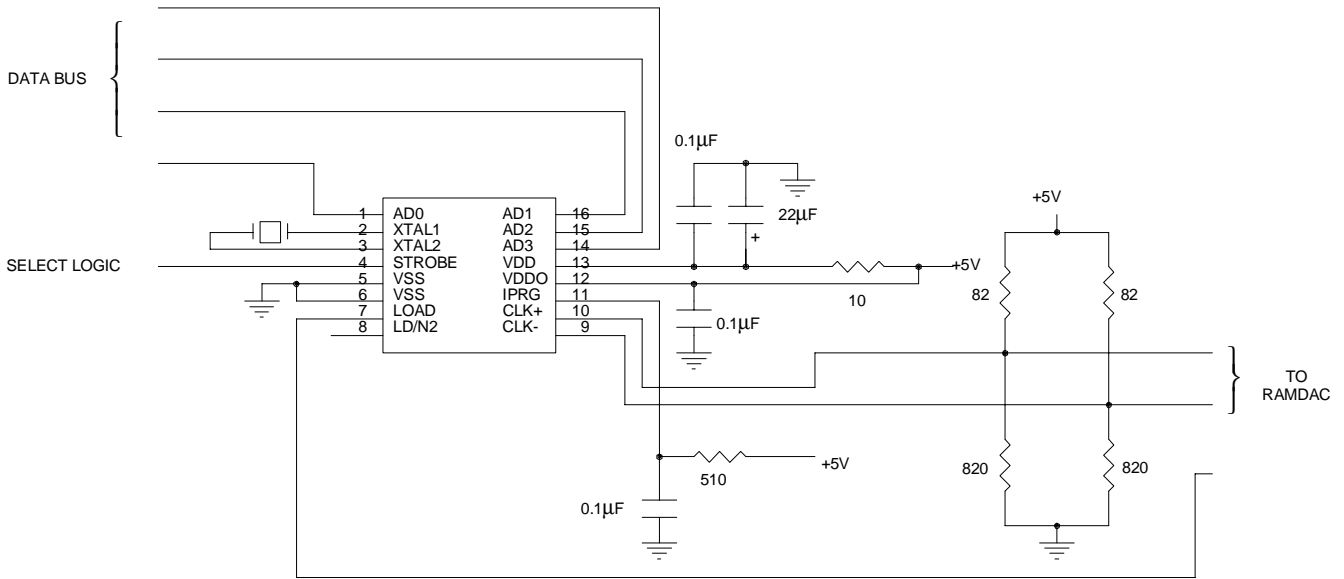 DATA BUS
SELECT LOGIC
1 AD0 AD1 16
2 XTAL1 AD2 15
3 XTAL2 AD3 14
4 STROBE VDD 13
5 VSS VDDO 12
6 VSS IPRG 11
7 LOAD CLK+ 10
8 LD/N2 CLK- 9
0.1μF
22μF
+
+5V
10
0.1μF
+5V
82
82
TO
RAMDAC
820
820
510
+5V
0.1μF